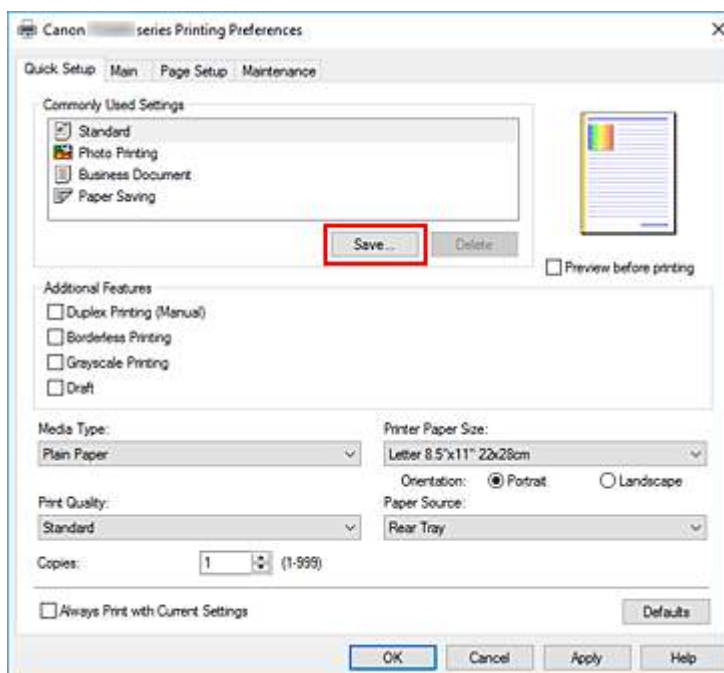 Canon series Printing Preferences
Quick Setup Main Page Setup Maintenance
Commonly Used Settings
Standard
Photo Printing
Business Document
Paper Saving
Save... Delete
Preview before printing
Additional Features
Duplex Printing (Manual)
Borderless Printing
Grayscale Printing
Draft
Media Type: Printer Paper Size:
Plain Paper Letter 8.5"x11" 22x28cm
Orientation: Portrait Landscape
Print Quality: Paper Source:
Standard Rear Tray
Copies: 1 (1-999)
Always Print with Current Settings Defaults
OK Cancel Apply Help